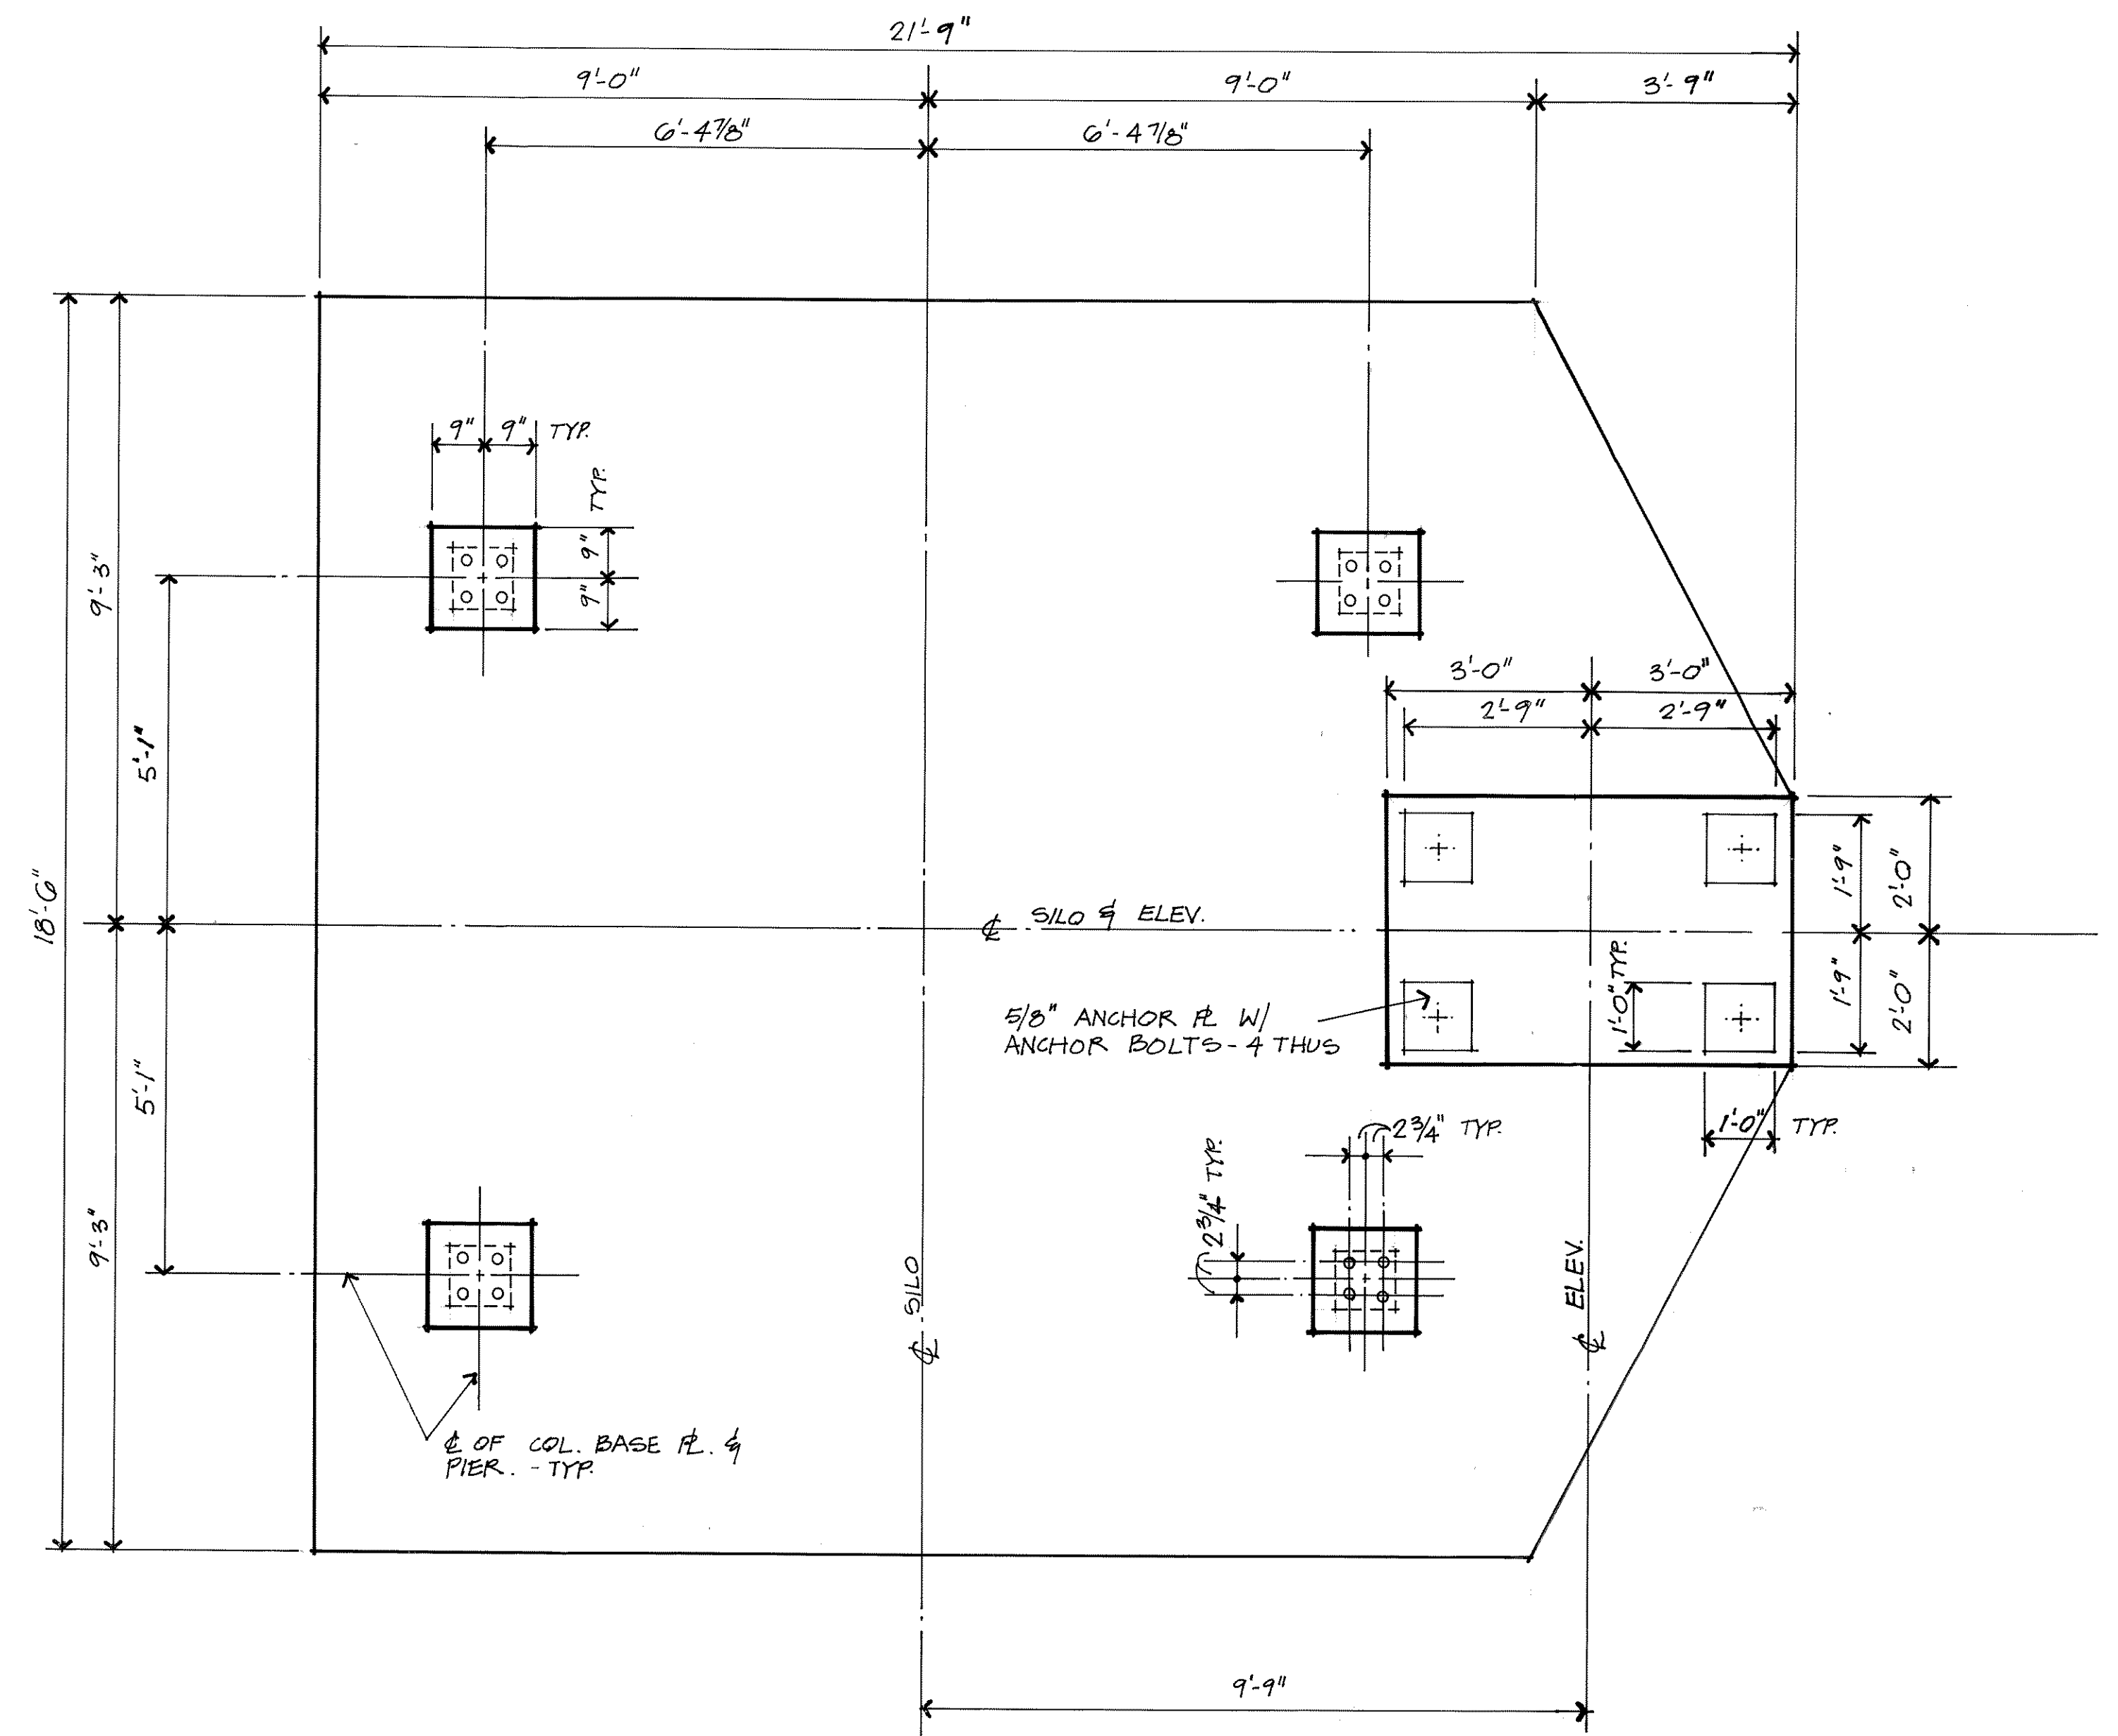 21'-9"
9'-0"
9'-0"
3'-9"
6'-4 7/8"
6'-4 7/8"
9"
9"
TYP.
TYP.
9"
9"
9'-3"
3'-0"
3'-0"
2'-9"
2'-9"
5'-1"
18'-6"
1'-9"
2'-0"
℄ SILO & ELEV.
1'-0" TYP.
1'-9"
2'-0"
5/8" ANCHOR ⅊ W/
ANCHOR BOLTS - 4 THUS
5'-1"
1'-0" TYP.
2 3/4" TYP.
2 3/4" TYP.
9'-3"
℄ SILO
℄ ELEV.
℄ OF COL. BASE ⅊. &
PIER. - TYP.
9'-9"